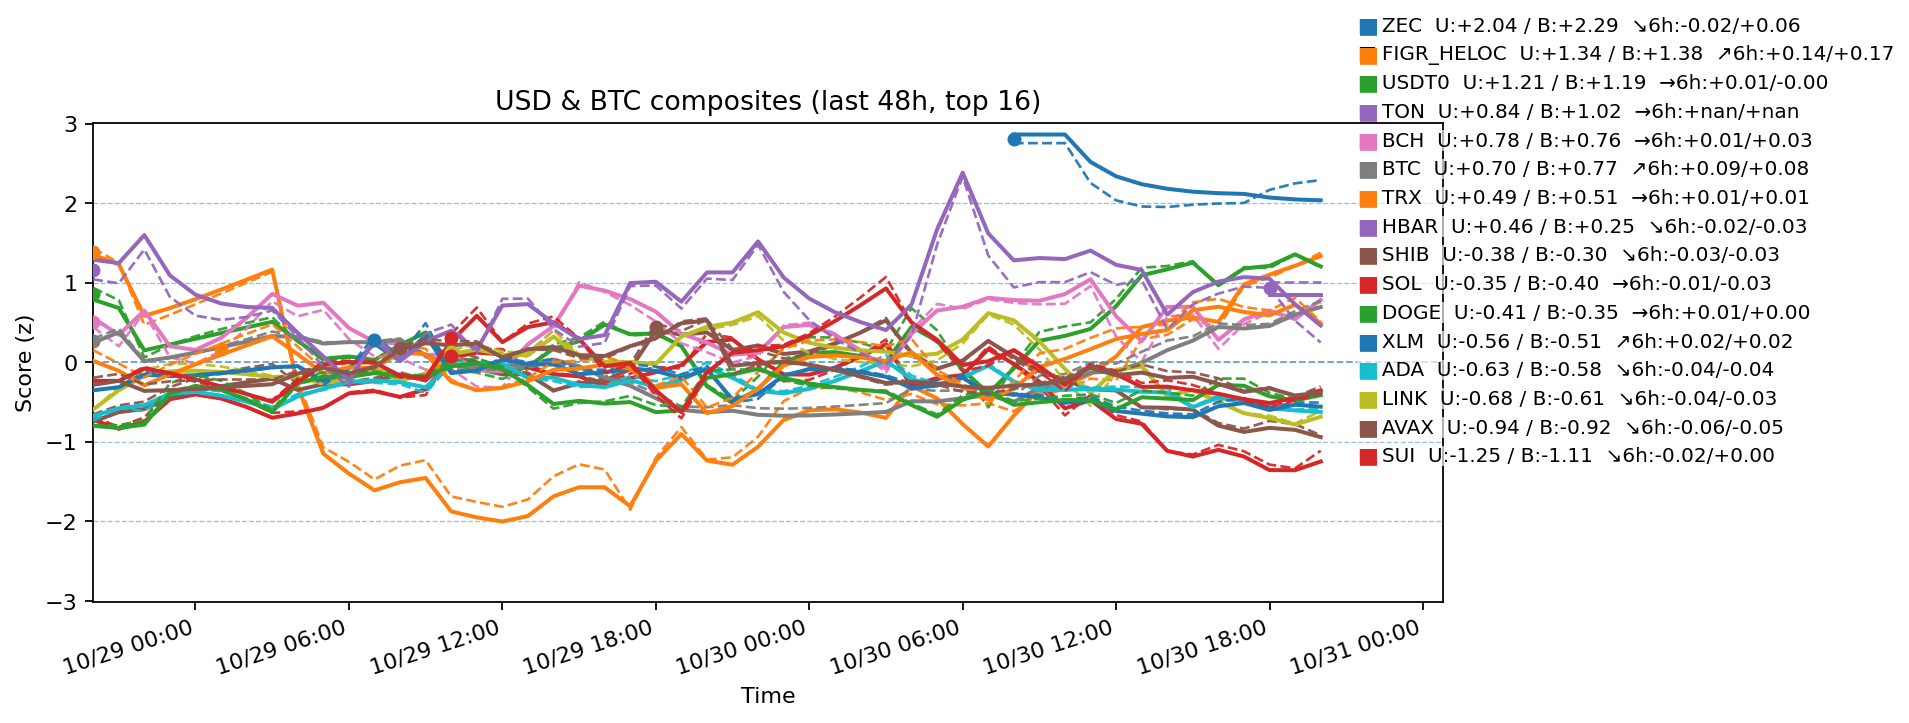 ZEC  U:+2.04 / B:+2.29  ↘6h:-0.02/+0.06
FIGR_HELOC  U:+1.34 / B:+1.38  ↗6h:+0.14/+0.17
USDT0  U:+1.21 / B:+1.19  →6h:+0.01/-0.00
TON  U:+0.84 / B:+1.02  →6h:+nan/+nan
BCH  U:+0.78 / B:+0.76  →6h:+0.01/+0.03
BTC  U:+0.70 / B:+0.77  ↗6h:+0.09/+0.08
TRX  U:+0.49 / B:+0.51  →6h:+0.01/+0.01
HBAR  U:+0.46 / B:+0.25  ↘6h:-0.02/-0.03
SHIB  U:-0.38 / B:-0.30  ↘6h:-0.03/-0.03
SOL  U:-0.35 / B:-0.40  →6h:-0.01/-0.03
DOGE  U:-0.41 / B:-0.35  →6h:+0.01/+0.00
XLM  U:-0.56 / B:-0.51  ↗6h:+0.02/+0.02
ADA  U:-0.63 / B:-0.58  ↘6h:-0.04/-0.04
LINK  U:-0.68 / B:-0.61  ↘6h:-0.04/-0.03
AVAX  U:-0.94 / B:-0.92  ↘6h:-0.06/-0.05
SUI  U:-1.25 / B:-1.11  ↘6h:-0.02/+0.00
USD & BTC composites (last 48h, top 16)
Score (z)
3
2
1
0
−1
−2
−3
10/29 00:00
10/29 06:00
10/29 12:00
10/29 18:00
10/30 00:00
10/30 06:00
10/30 12:00
10/30 18:00
10/31 00:00
Time